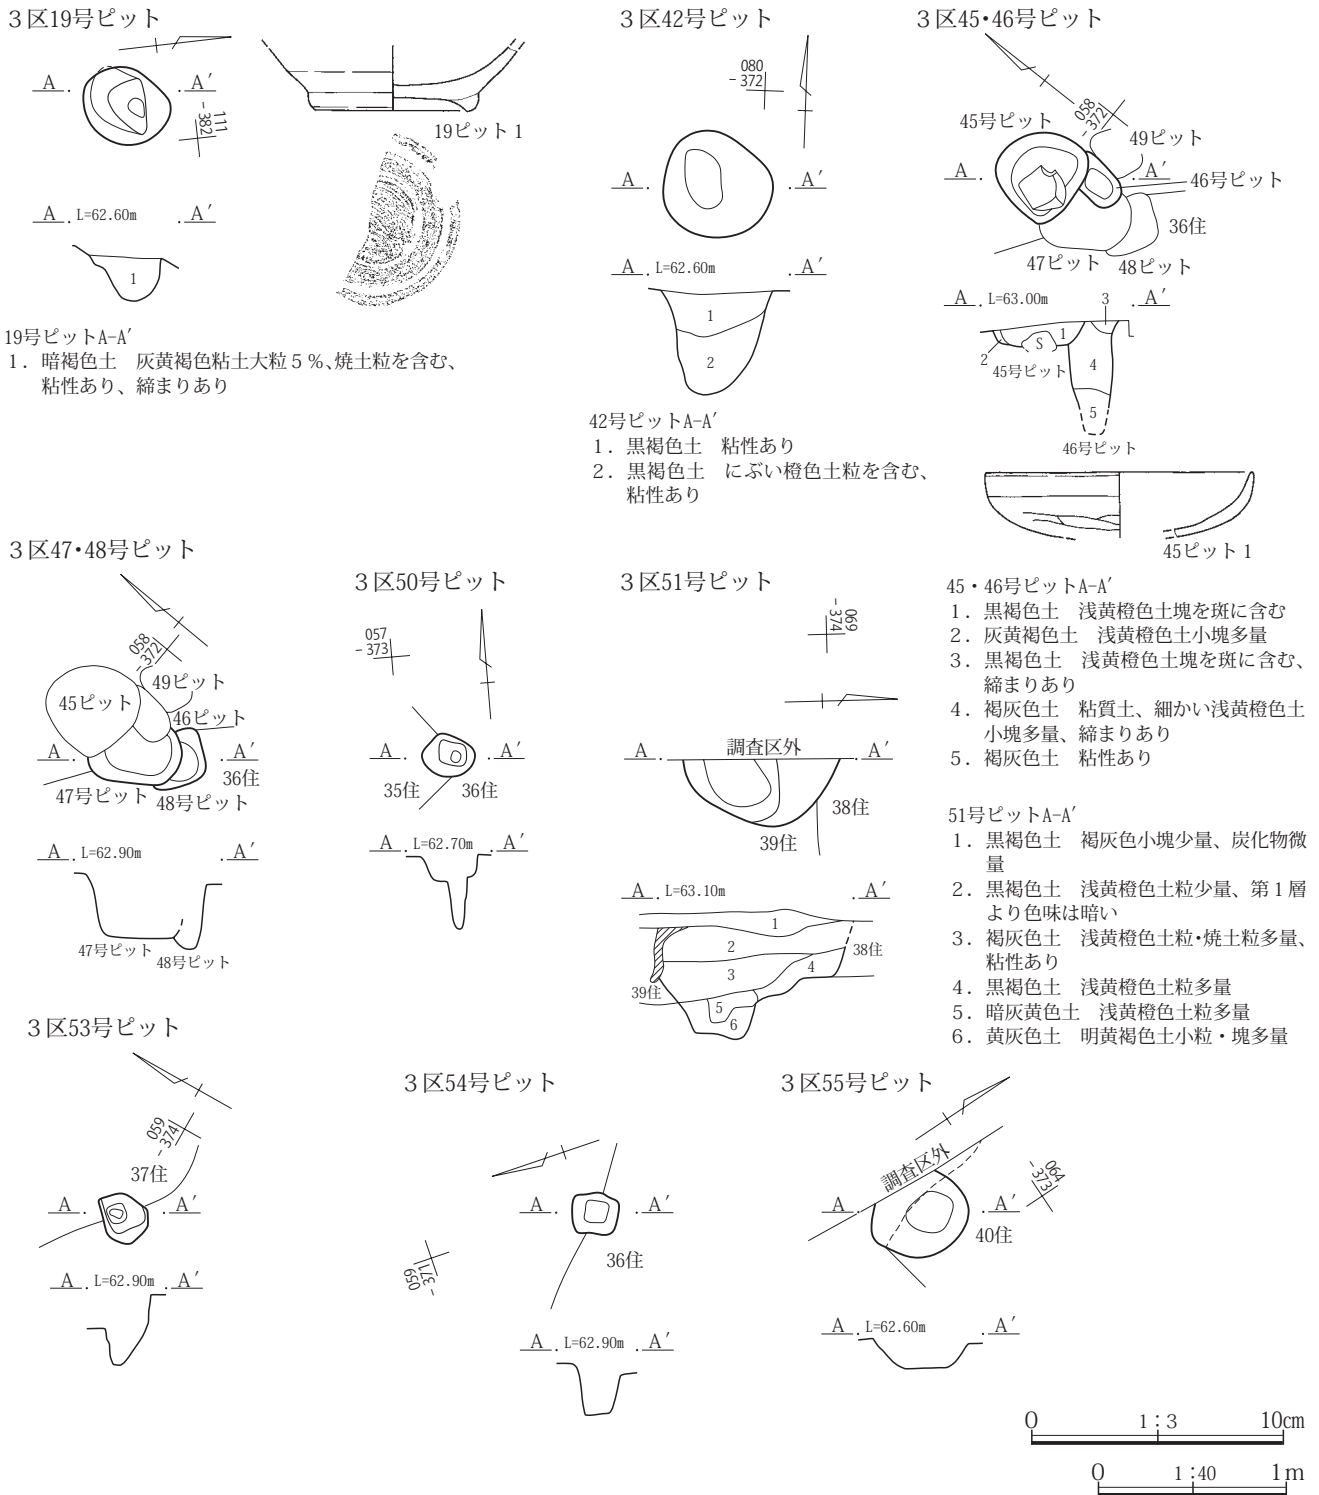 ３区19号ピット
A . . A′
111
-382
A . L=62.60m . A′
1
19ピット 1
19号ピットA-A′
１．暗褐色土　灰黄褐色粘土大粒５％、焼土粒を含む、
粘性あり、締まりあり
３区42号ピット
080
-372
A . . A′
A . L=62.60m . A′
1
2
42号ピットA-A′
１．黒褐色土　粘性あり
２．黒褐色土　にぶい橙色土粒を含む、
粘性あり
３区45・46号ピット
058
-372
45号ピット
49ピット
A . . A′
46号ピット
36住
47ピット 48ピット
A . L=63.00m 3 . A′
1
S
2
45号ピット
4
5
46号ピット
45ピット 1
45・46号ピットA-A′
１．黒褐色土　浅黄橙色土塊を斑に含む
２．灰黄褐色土　浅黄橙色土小塊多量
３．黒褐色土　浅黄橙色土塊を斑に含む、
締まりあり
４．褐灰色土　粘質土、細かい浅黄橙色土
小塊多量、締まりあり
５．褐灰色土　粘性あり
３区47・48号ピット
058
-372
49ピット
45ピット
46ピット
A . . A′
36住
47号ピット 48号ピット
A . L=62.90m . A′
47号ピット 48号ピット
３区50号ピット
057
-373
A . . A′
35住 36住
A . L=62.70m . A′
３区51号ピット
069
-374
A . 調査区外 . A′
38住
39住
A . L=63.10m . A′
1
2
38住
3
4
39住
5
6
51号ピットA-A′
１．黒褐色土　褐灰色小塊少量、炭化物微
量
２．黒褐色土　浅黄橙色土粒少量、第１層
より色味は暗い
３．褐灰色土　浅黄橙色土粒・焼土粒多量、
粘性あり
４．黒褐色土　浅黄橙色土粒多量
５．暗灰黄色土　浅黄橙色土粒多量
６．黄灰色土　明黄褐色土小粒・塊多量
３区53号ピット
059
-374
37住
A . . A′
A . L=62.90m . A′
３区54号ピット
A . . A′
36住
059
-371
A . L=62.90m . A′
３区55号ピット
調査区外
064
-373
A . . A′
40住
A . L=62.60m . A′
0 1：3 10cm
0 1：40 1m